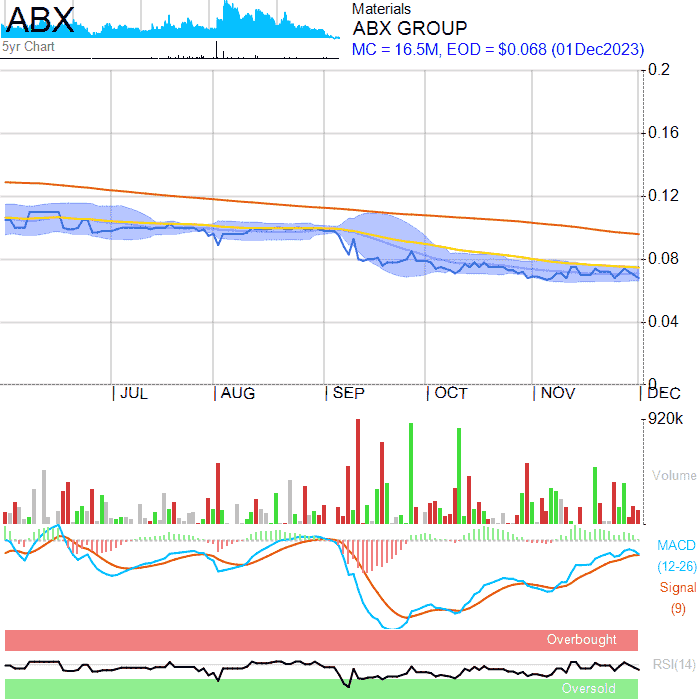 ABX
5yr Chart
Materials
ABX GROUP
MC = 16.5M, EOD = $0.068 (01Dec2023)
0.2
0.16
0.12
0.08
0.04
0
JUL AUG SEP OCT NOV DEC
920k
Volume
MACD
(12-26)
Signal
(9)
Overbought
RSI(14)
Oversold